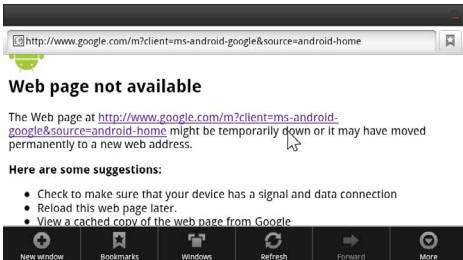 http://www.google.com/m?client=ms-android-google&source=android-home
Web page not available
The Web page at http://www.google.com/m?client=ms-android-
google&source=android-home might be temporarily down or it may have moved
permanently to a new web address.
Here are some suggestions:
• Check to make sure that your device has a signal and data connection
• Reload this web page later.
• View a cached copy of the web page from Google
New window Bookmarks Windows Refresh Forward More